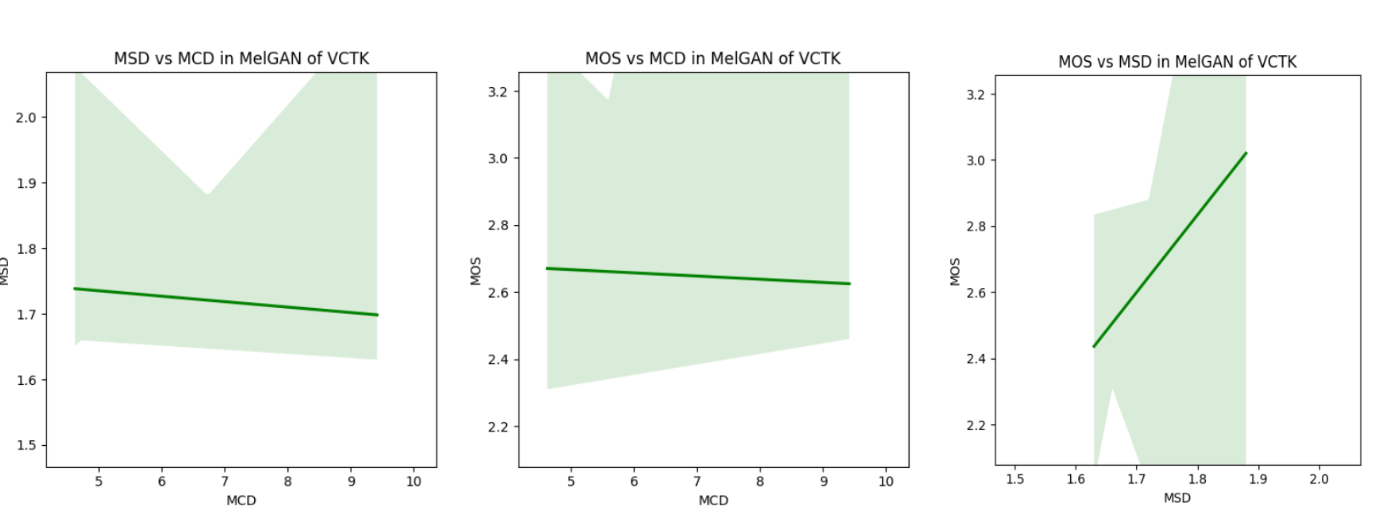 MSD vs MCD in MelGAN of VCTK
2.0
1.9
1.8
1.7
1.6
1.5
MSD
5 6 7 8 9 10
MCD
MOS vs MCD in MelGAN of VCTK
3.2
3.0
2.8
2.6
2.4
2.2
MOS
5 6 7 8 9 10
MCD
MOS vs MSD in MelGAN of VCTK
3.2
3.0
2.8
2.6
2.4
2.2
MOS
1.5 1.6 1.7 1.8 1.9 2.0
MSD